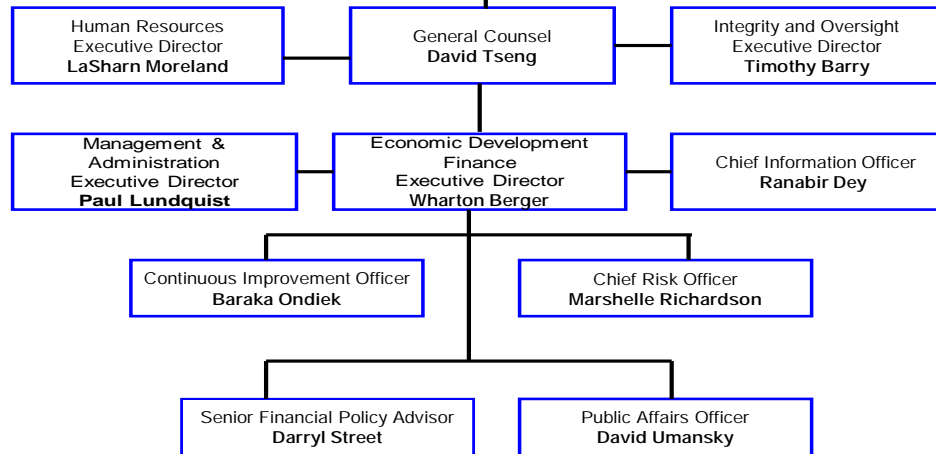 Human Resources
Executive Director
LaSharn Moreland
General Counsel
David Tseng
Integrity and Oversight
Executive Director
Timothy Barry
Management &
Administration
Executive Director
Paul Lundquist
Economic Development
Finance
Executive Director
Wharton Berger
Chief Information Officer
Ranabir Dey
Continuous Improvement Officer
Baraka Ondiek
Chief Risk Officer
Marshelle Richardson
Senior Financial Policy Advisor
Darryl Street
Public Affairs Officer
David Umansky